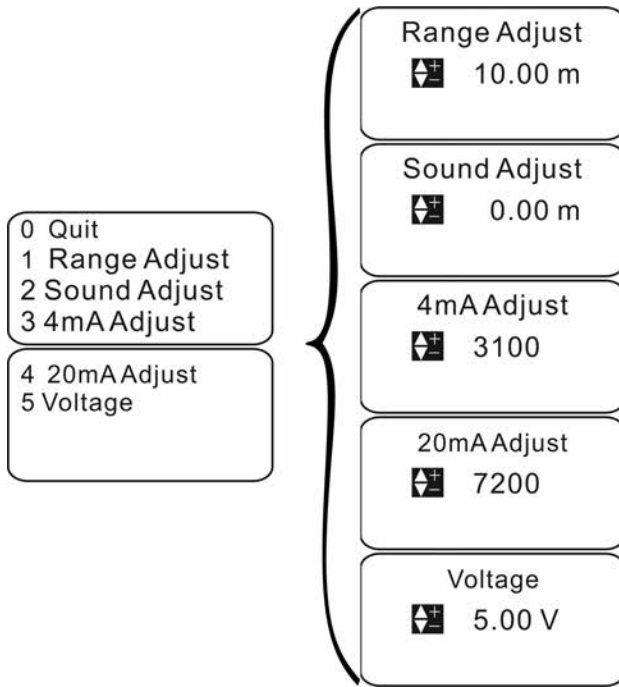 0 Quit
1 Range Adjust
2 Sound Adjust
3 4mA Adjust
4 20mA Adjust
5 Voltage
Range Adjust
+ − 10.00 m
Sound Adjust
+ − 0.00 m
4mA Adjust
+ − 3100
20mA Adjust
+ − 7200
Voltage
+ − 5.00 V